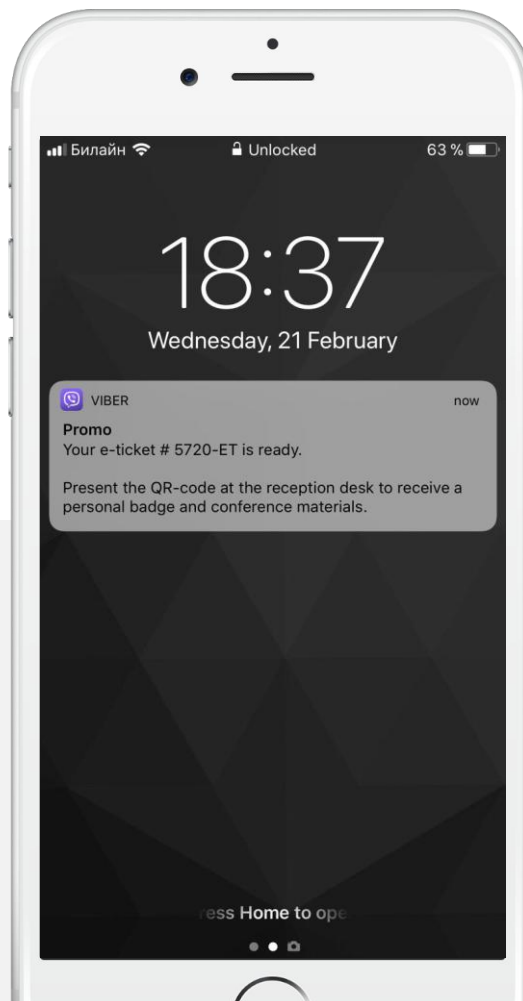 Билайн Unlocked 63 %
18:37
Wednesday, 21 February
VIBER now
Promo
Your e-ticket # 5720-ET is ready.
Present the QR-code at the reception desk to receive a
personal badge and conference materials.
ess Home to ope